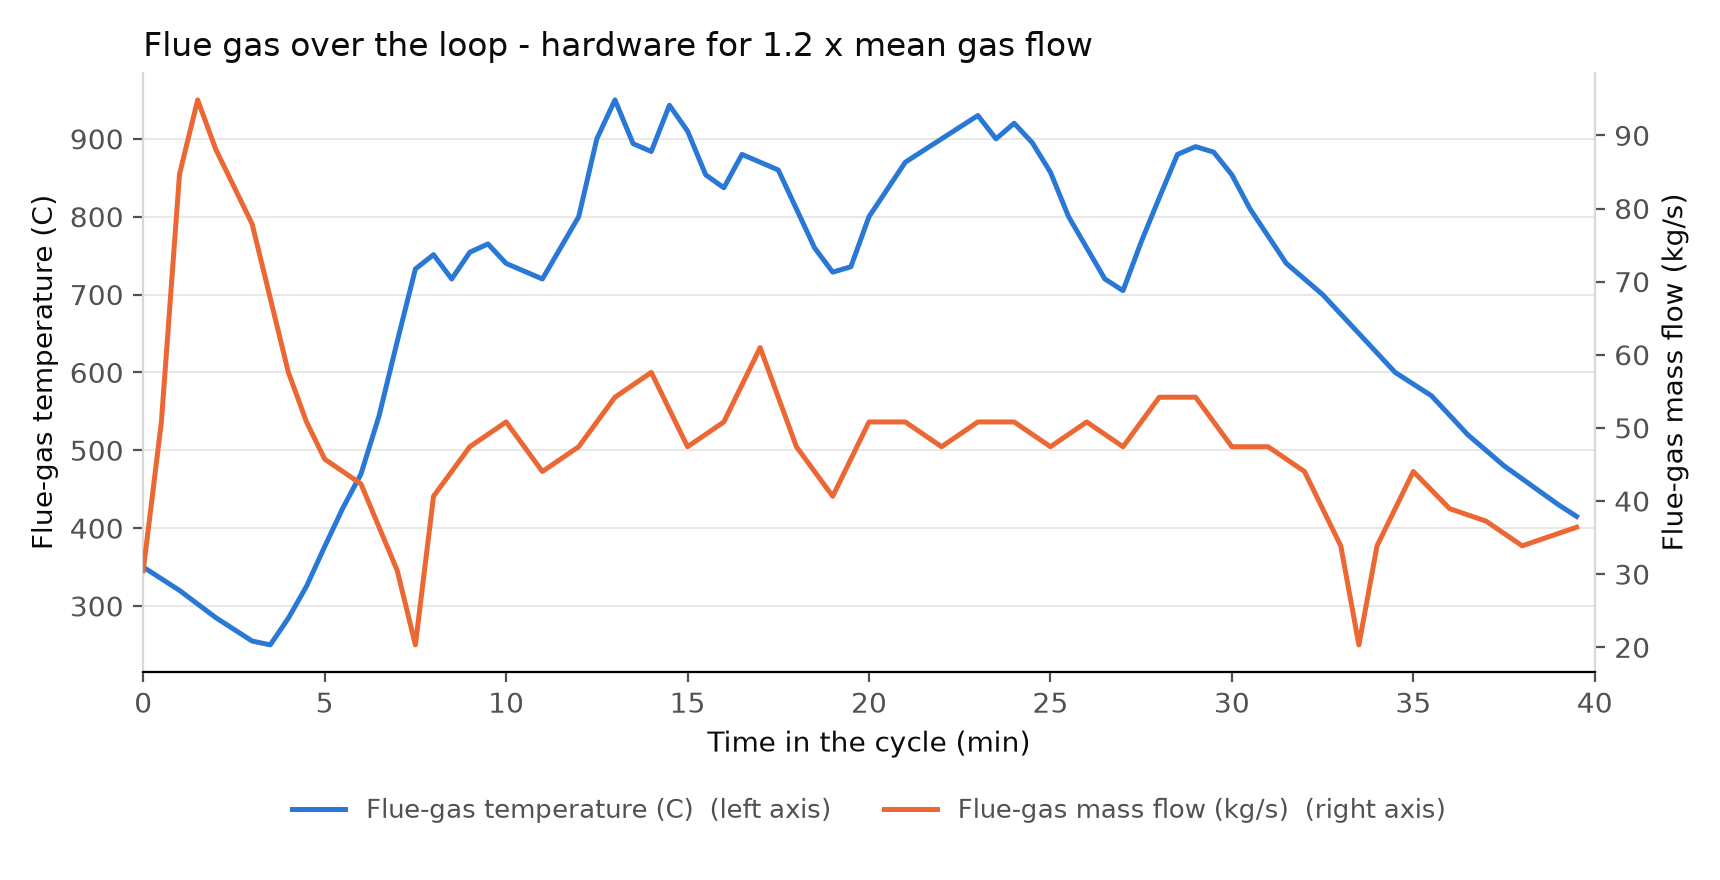 Flue gas over the loop - hardware for 1.2 x mean gas flow
Flue-gas temperature (C)
900
800
700
600
500
400
300
90
80
70
60
50
40
30
20
Flue-gas mass flow (kg/s)
0 5 10 15 20 25 30 35 40
Time in the cycle (min)
Flue-gas temperature (C) (left axis) Flue-gas mass flow (kg/s) (right axis)